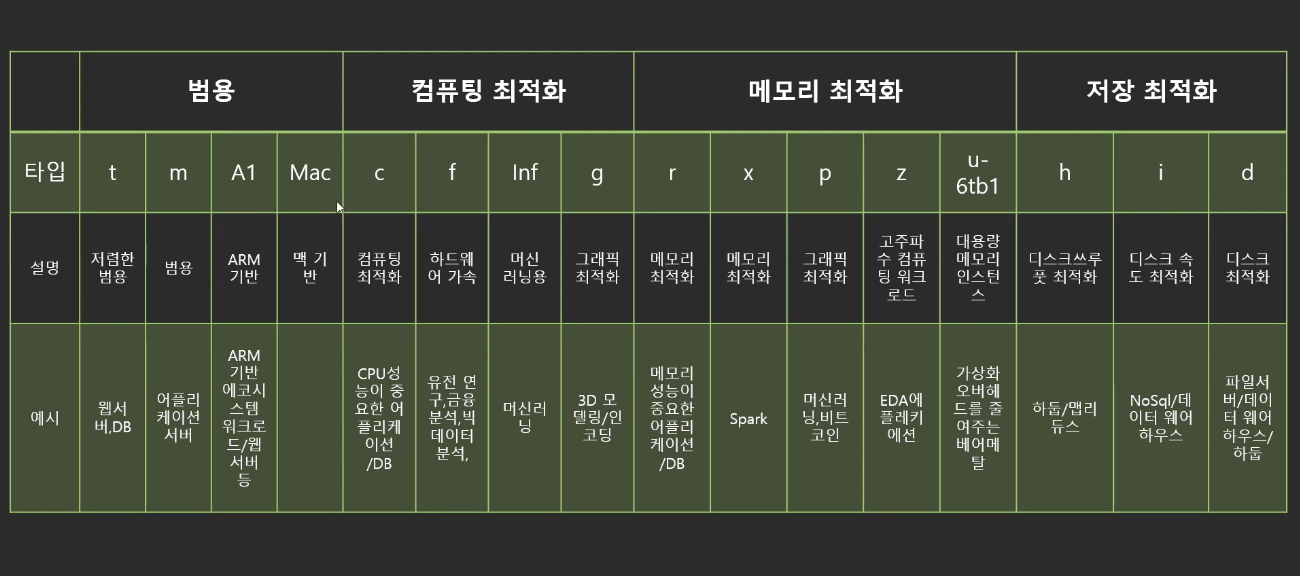 범용 컴퓨팅 최적화 메모리 최적화 저장 최적화
타입 t m A1 Mac c f Inf g r x p z u-6tb1 h i d
설명
저렴한
범용
범용
ARM
기반
맥 기
반
컴퓨팅
최적화
하드웨
어 가속
머신
러닝용
그래픽
최적화
메모리
최적화
메모리
최적화
그래픽
최적화
고주파
수 컴퓨
팅 워크
로드
대용량
메모리
인스턴
스
디스크쓰루
풋 최적화
디스크 속
도 최적화
디스크
최적화
예시
웹서
버,DB
어플리
케이션
서버
ARM
기반
에코시
스템
워크로
드/웹
서버
등
CPU성
능이 중
요한 어
플리케
이션
/DB
유전 연
구,금융
분석,빅
데이터
분석,
머신러
닝
3D 모
델링/인
코딩
메모리
성능이
중요한
어플리
케이션
/DB
Spark
머신러
닝,비트
코인
EDA에
플레키
에션
가상화
오버헤
드를 줄
여주는
베어메
탈
하둡/맵리
듀스
NoSql/데
이터 웨어
하우스
파일서
버/데이
터 웨어
하우스/
하둡